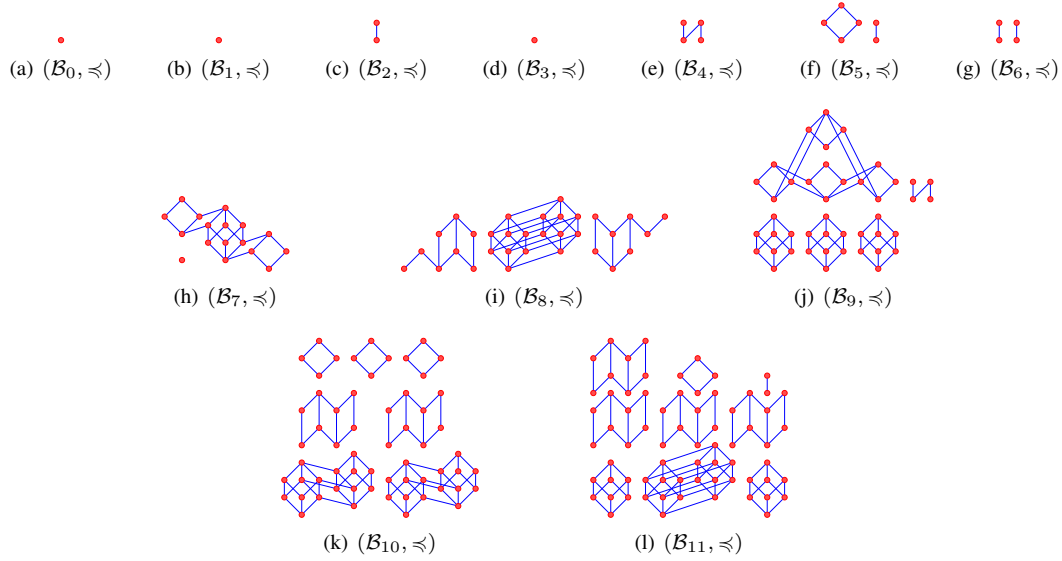 (a) (ℬ₀, ≼) (b) (ℬ₁, ≼) (c) (ℬ₂, ≼) (d) (ℬ₃, ≼) (e) (ℬ₄, ≼) (f) (ℬ₅, ≼) (g) (ℬ₆, ≼)
(h) (ℬ₇, ≼) (i) (ℬ₈, ≼) (j) (ℬ₉, ≼)
(k) (ℬ₁₀, ≼) (l) (ℬ₁₁, ≼)